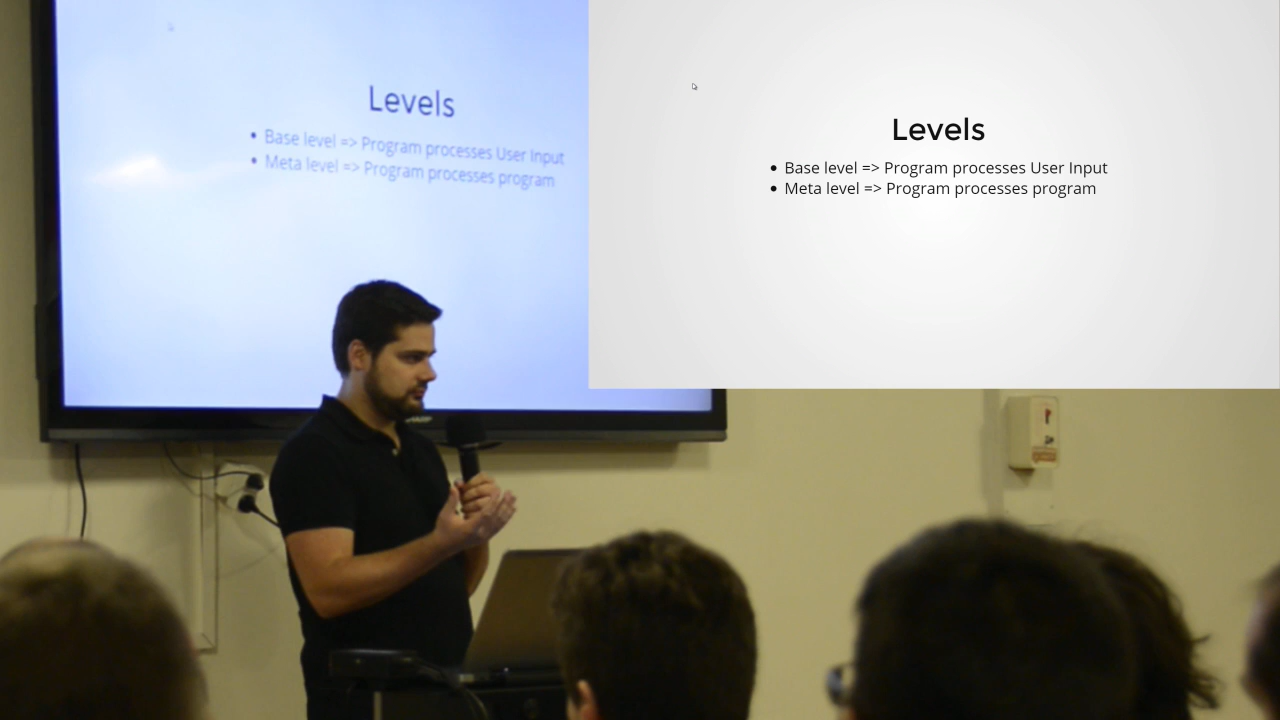 Levels
• Base level => Program processes User Input
• Meta level => Program processes program
Levels
• Base level => Program processes User Input
• Meta level => Program processes program